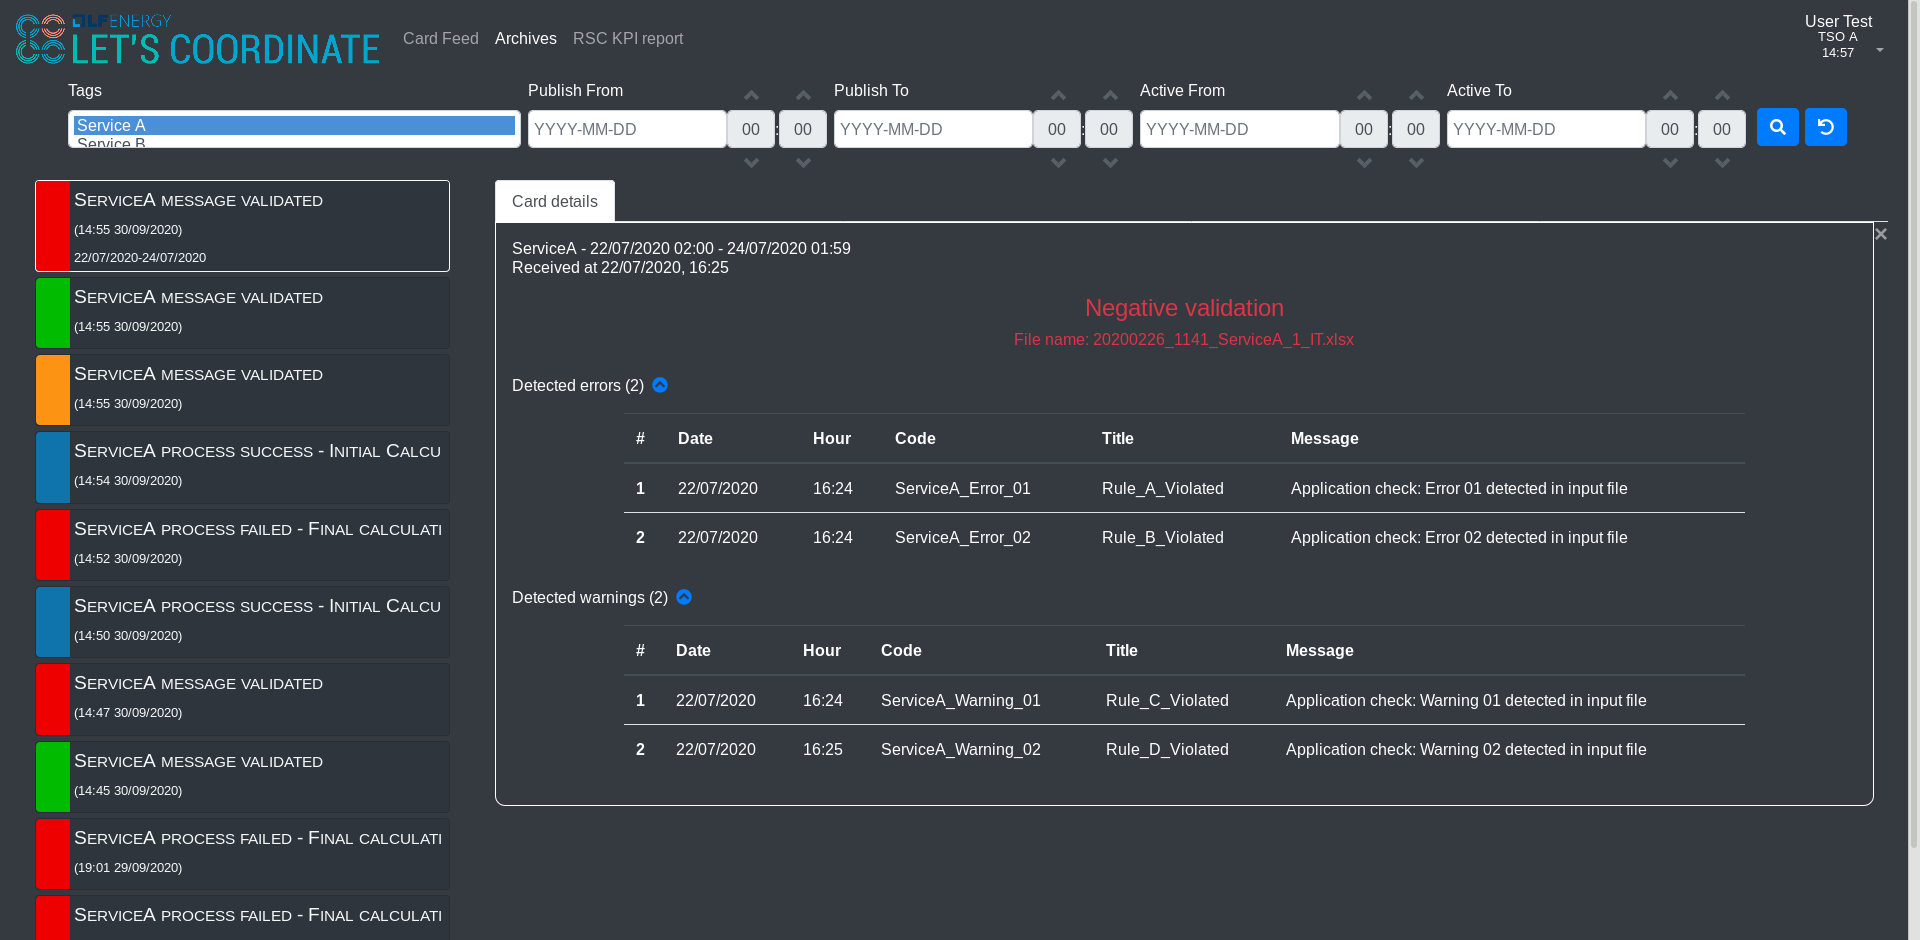 LF ENERGY
LET'S COORDINATE
Card Feed Archives RSC KPI report
User Test
TSO A
14:57
Tags Publish From Publish To Active From Active To
Service A
Service B
YYYY-MM-DD 00 : 00 YYYY-MM-DD 00 : 00 YYYY-MM-DD 00 : 00 YYYY-MM-DD 00 : 00
ServiceA message validated
(14:55 30/09/2020)
22/07/2020-24/07/2020
ServiceA message validated
(14:55 30/09/2020)
ServiceA message validated
(14:55 30/09/2020)
ServiceA process success - Initial Calcu
(14:54 30/09/2020)
ServiceA process failed - Final calculati
(14:52 30/09/2020)
ServiceA process success - Initial Calcu
(14:50 30/09/2020)
ServiceA message validated
(14:47 30/09/2020)
ServiceA message validated
(14:45 30/09/2020)
ServiceA process failed - Final calculati
(19:01 29/09/2020)
ServiceA process failed - Final calculati
Card details
×
ServiceA - 22/07/2020 02:00 - 24/07/2020 01:59
Received at 22/07/2020, 16:25
Negative validation
File name: 20200226_1141_ServiceA_1_IT.xlsx
Detected errors (2)
# Date Hour Code Title Message
1 22/07/2020 16:24 ServiceA_Error_01 Rule_A_Violated Application check: Error 01 detected in input file
2 22/07/2020 16:24 ServiceA_Error_02 Rule_B_Violated Application check: Error 02 detected in input file
Detected warnings (2)
# Date Hour Code Title Message
1 22/07/2020 16:24 ServiceA_Warning_01 Rule_C_Violated Application check: Warning 01 detected in input file
2 22/07/2020 16:25 ServiceA_Warning_02 Rule_D_Violated Application check: Warning 02 detected in input file